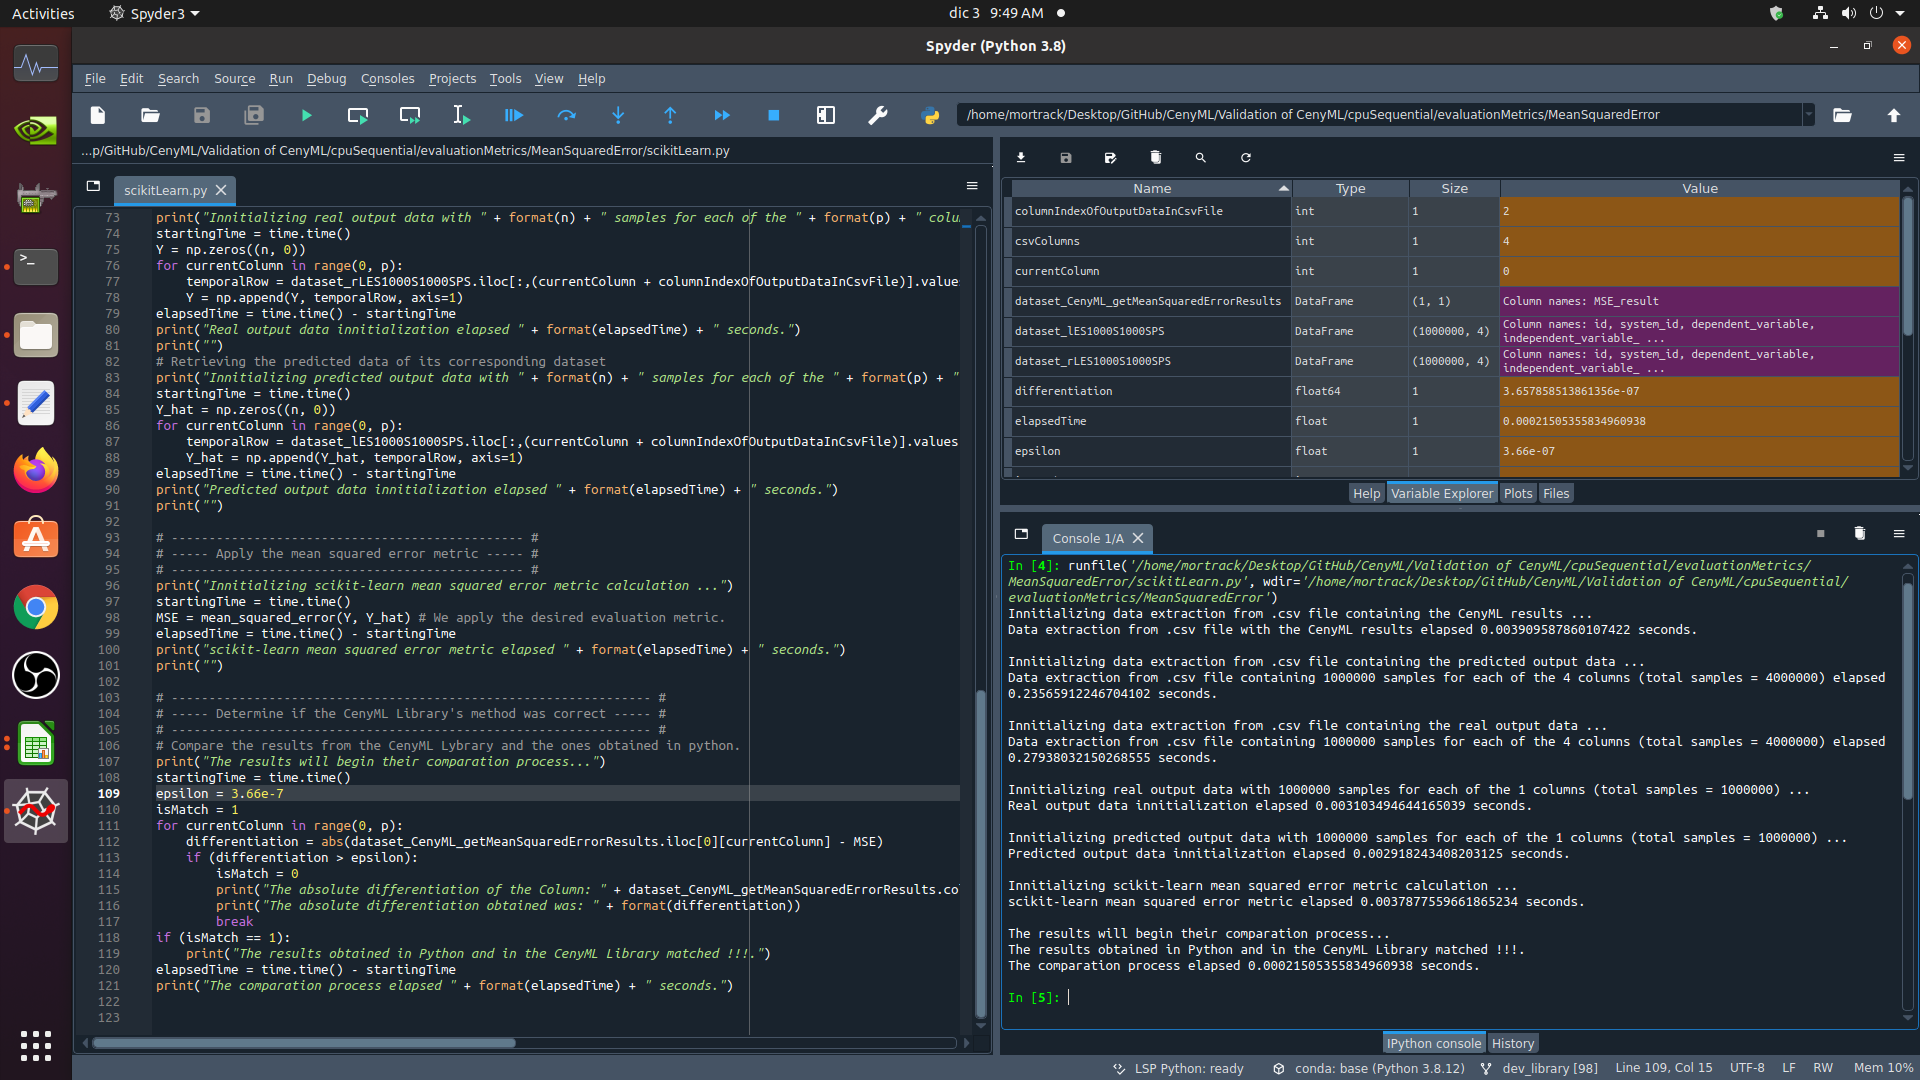 Activities
Spyder3
dic 3 9:49 AM
Spyder (Python 3.8)
File Edit Search Source Run Debug Consoles Projects Tools View Help
/home/mortrack/Desktop/GitHub/CenyML/Validation of CenyML/cpuSequential/evaluationMetrics/MeanSquaredError
...p/GitHub/CenyML/Validation of CenyML/cpuSequential/evaluationMetrics/MeanSquaredError/scikitLearn.py
scikitLearn.py
73 print("Innitializing real output data with " + format(n) + " samples for each of the " + format(p) + " colu
74 startingTime = time.time()
75 Y = np.zeros((n, 0))
76 for currentColumn in range(0, p):
77 temporalRow = dataset_rLES1000S1000SPS.iloc[:,(currentColumn + columnIndexOfOutputDataInCsvFile)].value
78 Y = np.append(Y, temporalRow, axis=1)
79 elapsedTime = time.time() - startingTime
80 print("Real output data innitialization elapsed " + format(elapsedTime) + " seconds.")
81 print("")
82 # Retrieving the predicted data of its corresponding dataset
83 print("Innitializing predicted output data with " + format(n) + " samples for each of the " + format(p) + "
84 startingTime = time.time()
85 Y_hat = np.zeros((n, 0))
86 for currentColumn in range(0, p):
87 temporalRow = dataset_lES1000S1000SPS.iloc[:,(currentColumn + columnIndexOfOutputDataInCsvFile)].values
88 Y_hat = np.append(Y_hat, temporalRow, axis=1)
89 elapsedTime = time.time() - startingTime
90 print("Predicted output data innitialization elapsed " + format(elapsedTime) + " seconds.")
91 print("")
92
93 # ----------------------------------------------- #
94 # ----- Apply the mean squared error metric ----- #
95 # ----------------------------------------------- #
96 print("Innitializing scikit-learn mean squared error metric calculation ...")
97 startingTime = time.time()
98 MSE = mean_squared_error(Y, Y_hat) # We apply the desired evaluation metric.
99 elapsedTime = time.time() - startingTime
100 print("scikit-learn mean squared error metric elapsed " + format(elapsedTime) + " seconds.")
101 print("")
102
103 # ---------------------------------------------------------------- #
104 # ----- Determine if the CenyML Library's method was correct ----- #
105 # ---------------------------------------------------------------- #
106 # Compare the results from the CenyML Lybrary and the ones obtained in python.
107 print("The results will begin their comparation process...")
108 startingTime = time.time()
109 epsilon = 3.66e-7
110 isMatch = 1
111 for currentColumn in range(0, p):
112 differentiation = abs(dataset_CenyML_getMeanSquaredErrorResults.iloc[0][currentColumn] - MSE)
113 if (differentiation > epsilon):
114 isMatch = 0
115 print("The absolute differentiation of the Column: " + dataset_CenyML_getMeanSquaredErrorResults.co
116 print("The absolute differentiation obtained was: " + format(differentiation))
117 break
118 if (isMatch == 1):
119 print("The results obtained in Python and in the CenyML Library matched !!!.")
120 elapsedTime = time.time() - startingTime
121 print("The comparation process elapsed " + format(elapsedTime) + " seconds.")
122
123
Name Type Size Value
columnIndexOfOutputDataInCsvFile int 1 2
csvColumns int 1 4
currentColumn int 1 0
dataset_CenyML_getMeanSquaredErrorResults DataFrame (1, 1) Column names: MSE_result
dataset_lES1000S1000SPS DataFrame (1000000, 4) Column names: id, system_id, dependent_variable,
independent_variable_ ...
dataset_rLES1000S1000SPS DataFrame (1000000, 4) Column names: id, system_id, dependent_variable,
independent_variable_ ...
differentiation float64 1 3.657858513861356e-07
elapsedTime float 1 0.00021505355834960938
epsilon float 1 3.66e-07
Help Variable Explorer Plots Files
Console 1/A
In [4]: runfile('/home/mortrack/Desktop/GitHub/CenyML/Validation of CenyML/cpuSequential/evaluationMetrics/
MeanSquaredError/scikitLearn.py', wdir='/home/mortrack/Desktop/GitHub/CenyML/Validation of CenyML/cpuSequential/
evaluationMetrics/MeanSquaredError')
Innitializing data extraction from .csv file containing the CenyML results ...
Data extraction from .csv file with the CenyML results elapsed 0.003909587860107422 seconds.
Innitializing data extraction from .csv file containing the predicted output data ...
Data extraction from .csv file containing 1000000 samples for each of the 4 columns (total samples = 4000000) elapsed
0.23565912246704102 seconds.
Innitializing data extraction from .csv file containing the real output data ...
Data extraction from .csv file containing 1000000 samples for each of the 4 columns (total samples = 4000000) elapsed
0.27938032150268555 seconds.
Innitializing real output data with 1000000 samples for each of the 1 columns (total samples = 1000000) ...
Real output data innitialization elapsed 0.003103494644165039 seconds.
Innitializing predicted output data with 1000000 samples for each of the 1 columns (total samples = 1000000) ...
Predicted output data innitialization elapsed 0.002918243408203125 seconds.
Innitializing scikit-learn mean squared error metric calculation ...
scikit-learn mean squared error metric elapsed 0.0037877559661865234 seconds.
The results will begin their comparation process...
The results obtained in Python and in the CenyML Library matched !!!.
The comparation process elapsed 0.00021505355834960938 seconds.
In [5]:
IPython console History
LSP Python: ready conda: base (Python 3.8.12) dev_library [98] Line 109, Col 15 UTF-8 LF RW Mem 10%